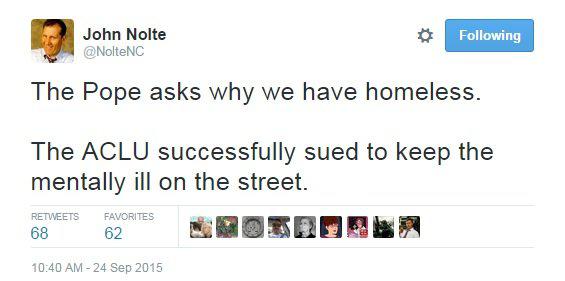 John Nolte
@NolteNC
Following
The Pope asks why we have homeless.
The ACLU successfully sued to keep the
mentally ill on the street.
RETWEETS FAVORITES
68 62
10:40 AM - 24 Sep 2015